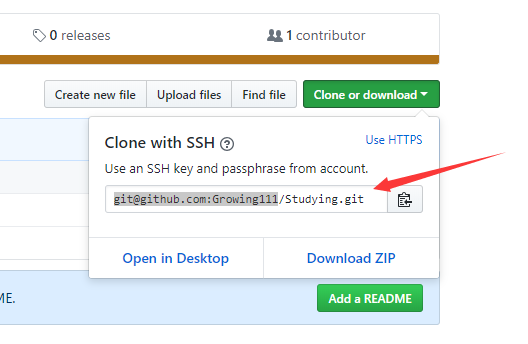 0 releases
1 contributor
Create new file
Upload files
Find file
Clone or download
Clone with SSH
Use HTTPS
Use an SSH key and passphrase from account.
git@github.com:Growing111/Studying.git
Open in Desktop
Download ZIP
ME.
Add a README